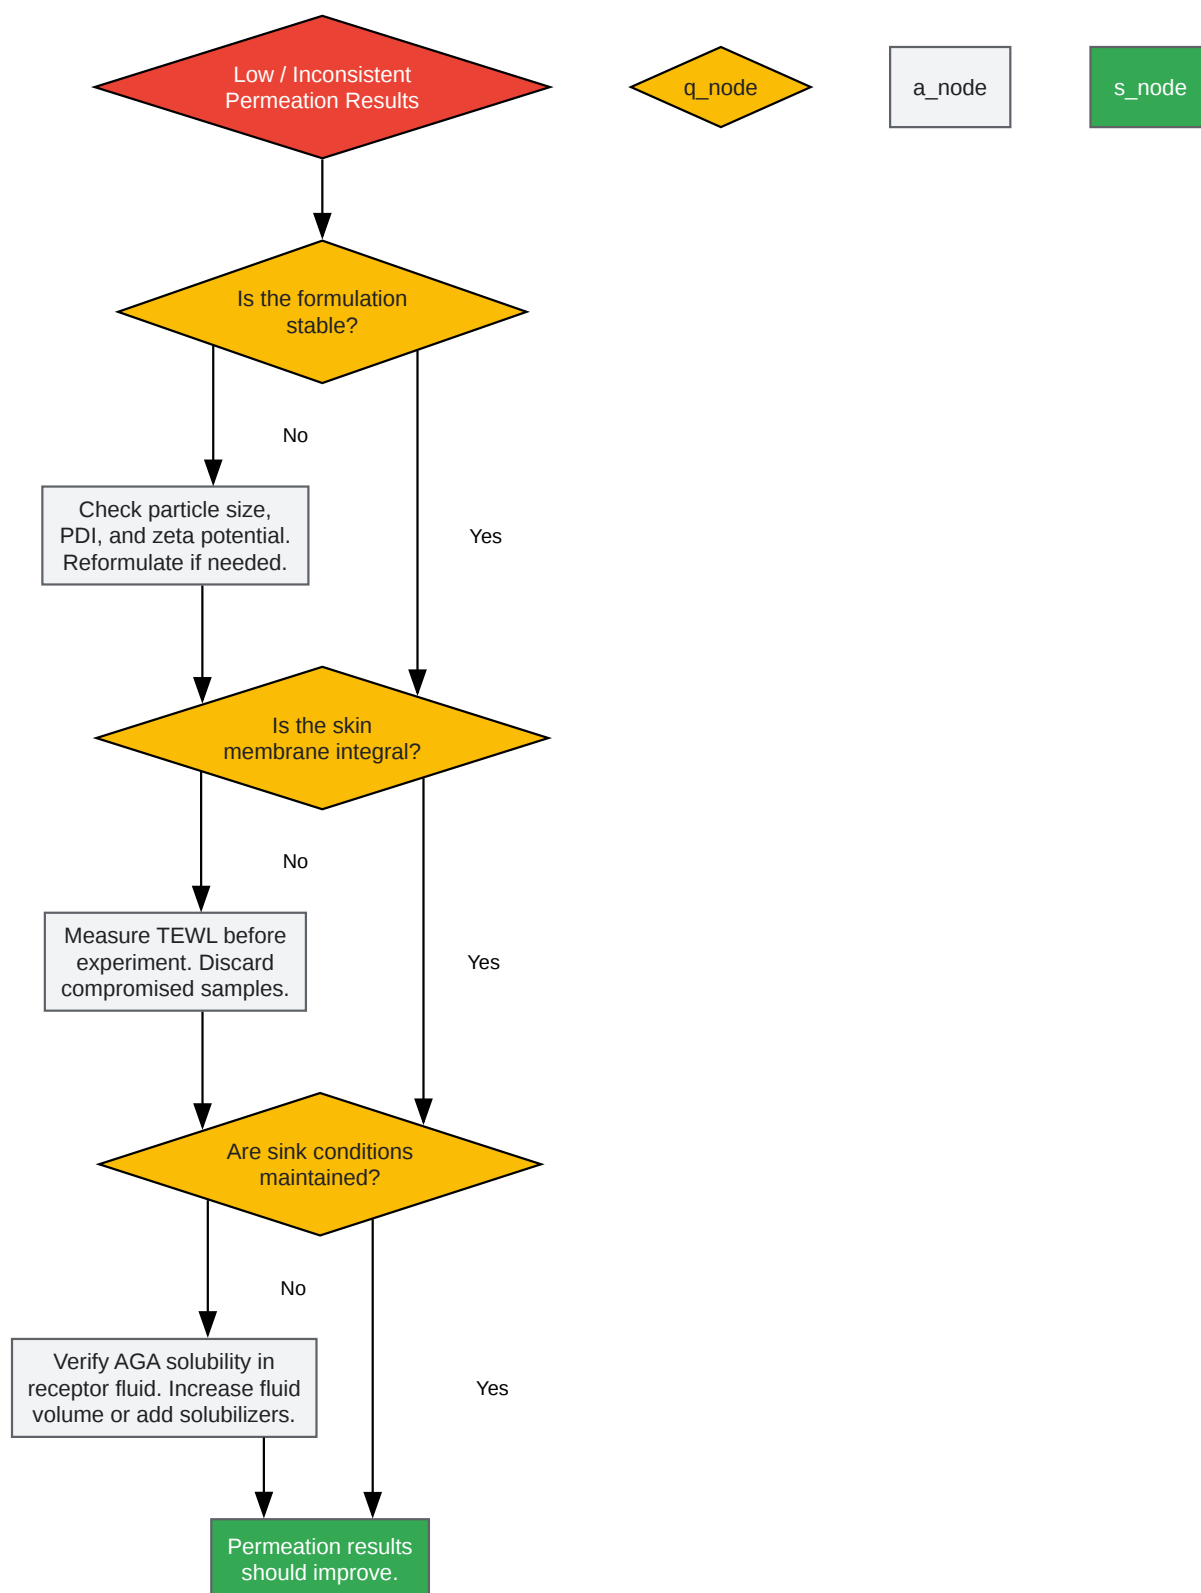 Low / Inconsistent
Permeation Results
q_node
a_node
s_node
Is the formulation
stable?
No
Check particle size,
PDI, and zeta potential.
Reformulate if needed.
Yes
Is the skin
membrane integral?
No
Measure TEWL before
experiment. Discard
compromised samples.
Yes
Are sink conditions
maintained?
No
Verify AGA solubility in
receptor fluid. Increase fluid
volume or add solubilizers.
Yes
Permeation results
should improve.